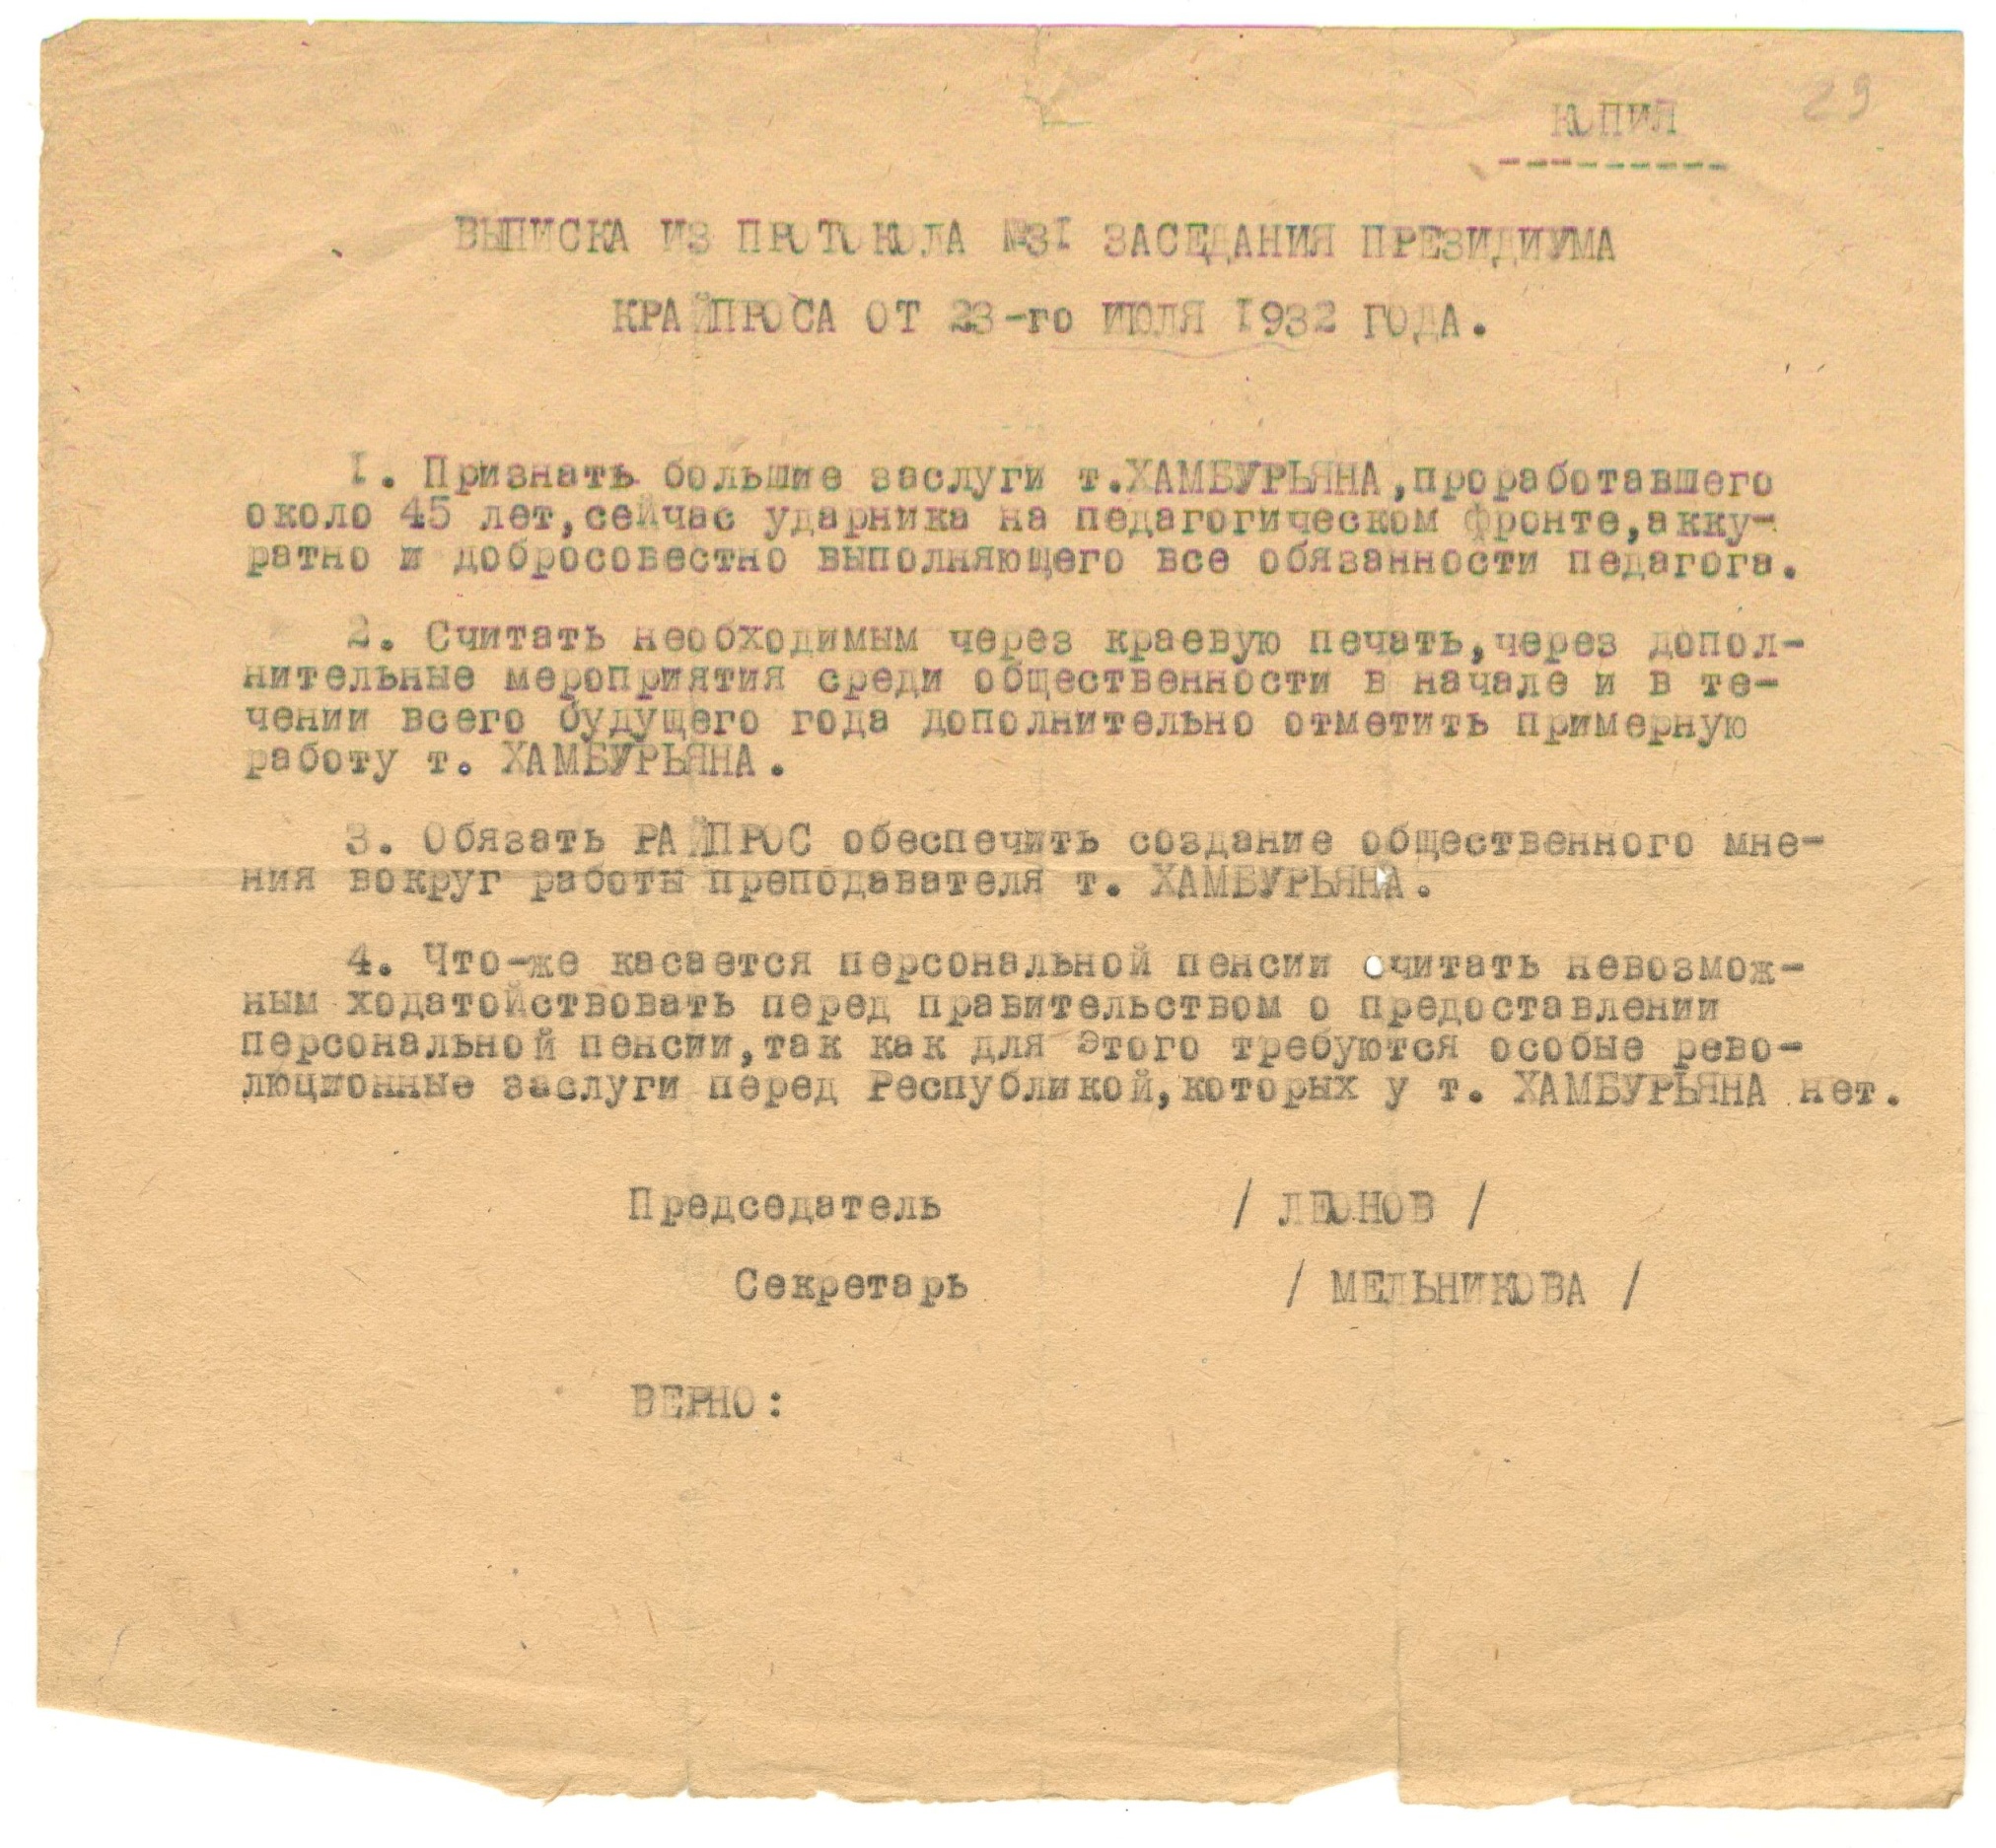 29
КОПИЛ
ВЫПИСКА ИЗ ПРОТОКОЛА №3I ЗАСЕДАНИЯ ПРЕЗИДИУМА
КРАЙПРОСА ОТ 23-го ИЮЛЯ I932 ГОДА.
I. Признать большие заслуги т.ХАМБУРЬЯНА,проработавшего
около 45 лет,сейчас ударника на педагогическом фронте,акку-
ратно и добросовестно выполняющего все обязанности педагога.
2. Считать необходимым через краевую печать,через допол-
нительные мероприятия среди общественности в начале и в те-
чении всего будущего года дополнительно отметить примерную
работу т. ХАМБУРЬЯНА.
3. Обязать РАЙПРОС обеспечить создание общественного мне-
ния вокруг работы преподавателя т. ХАМБУРЬЯНА.
4. Что-же касается персональной пенсии считать невозмож-
ным ходатойствовать перед правительством о предоставлении
персональной пенсии,так как для этого требуются особые рево-
люционные заслуги перед Республикой,которых у т. ХАМБУРЬЯНА нет.
Председатель / ЛЕОНОВ /
Секретарь / МЕЛЬНИКОВА /
ВЕРНО: